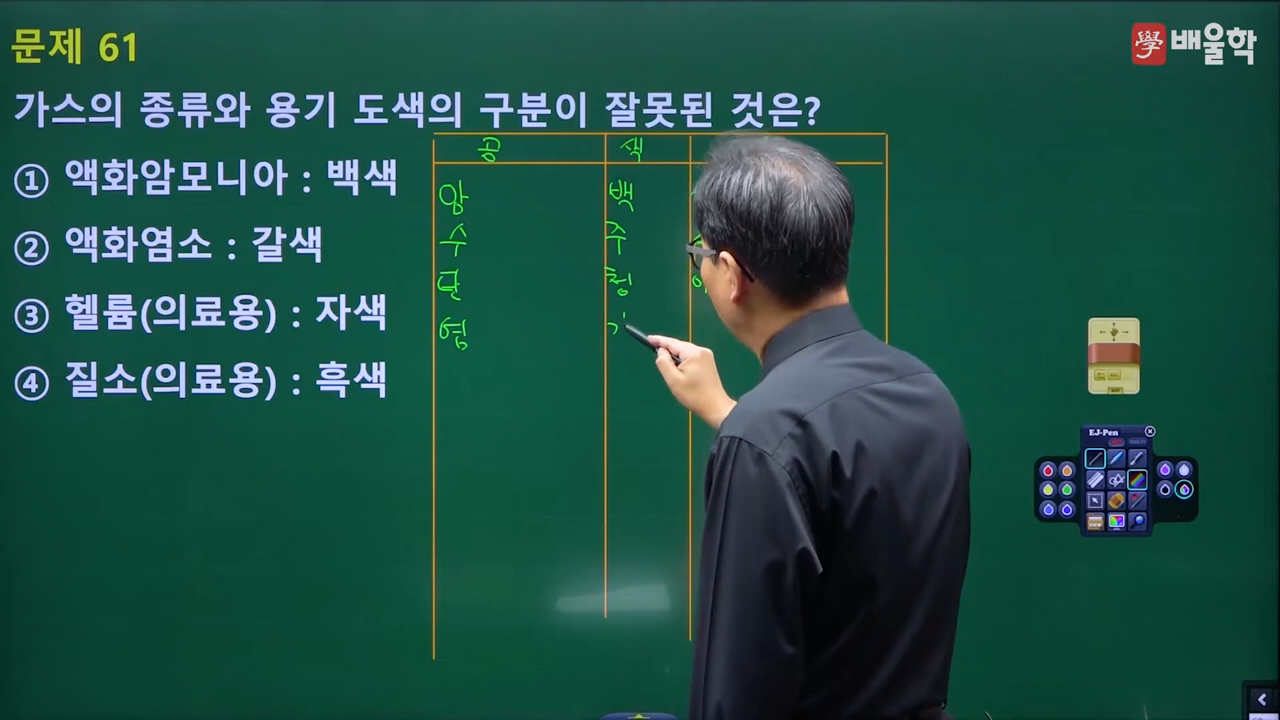 문제 61
배울학
가스의 종류와 용기 도색의 구분이 잘못된 것은?
① 액화암모니아 : 백색
② 액화염소 : 갈색
③ 헬륨(의료용) : 자색
④ 질소(의료용) : 흑색
공 색
암 백
수 주
탄 청
염
EJ-Pen